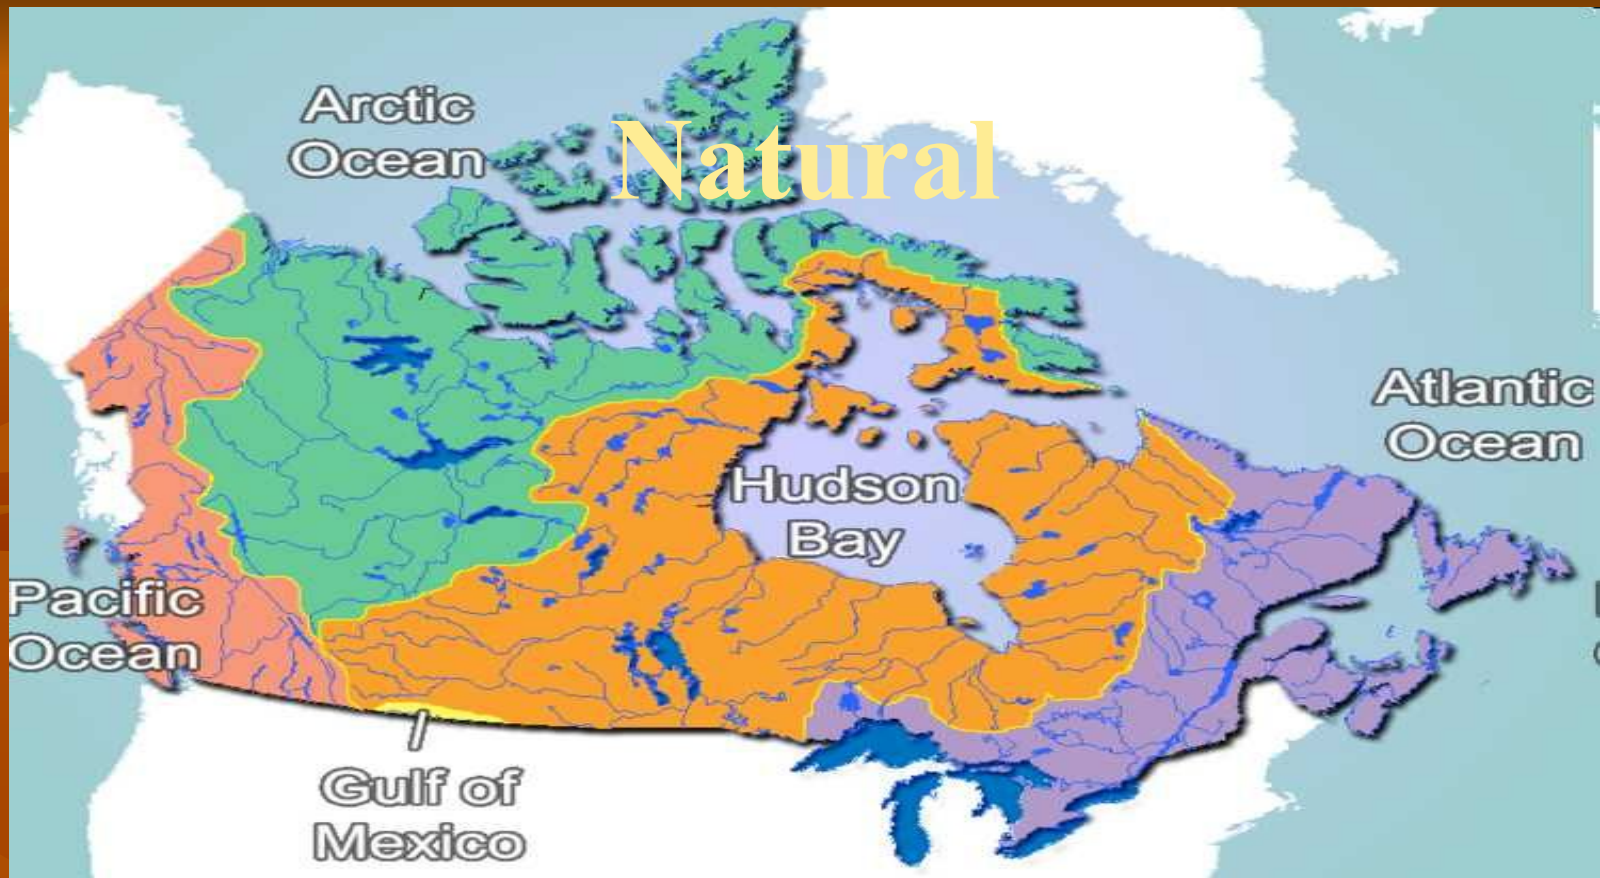 Arctic
Ocean
Natural
Atlantic
Ocean
Hudson
Bay
Pacific
Ocean
Gulf of
Mexico